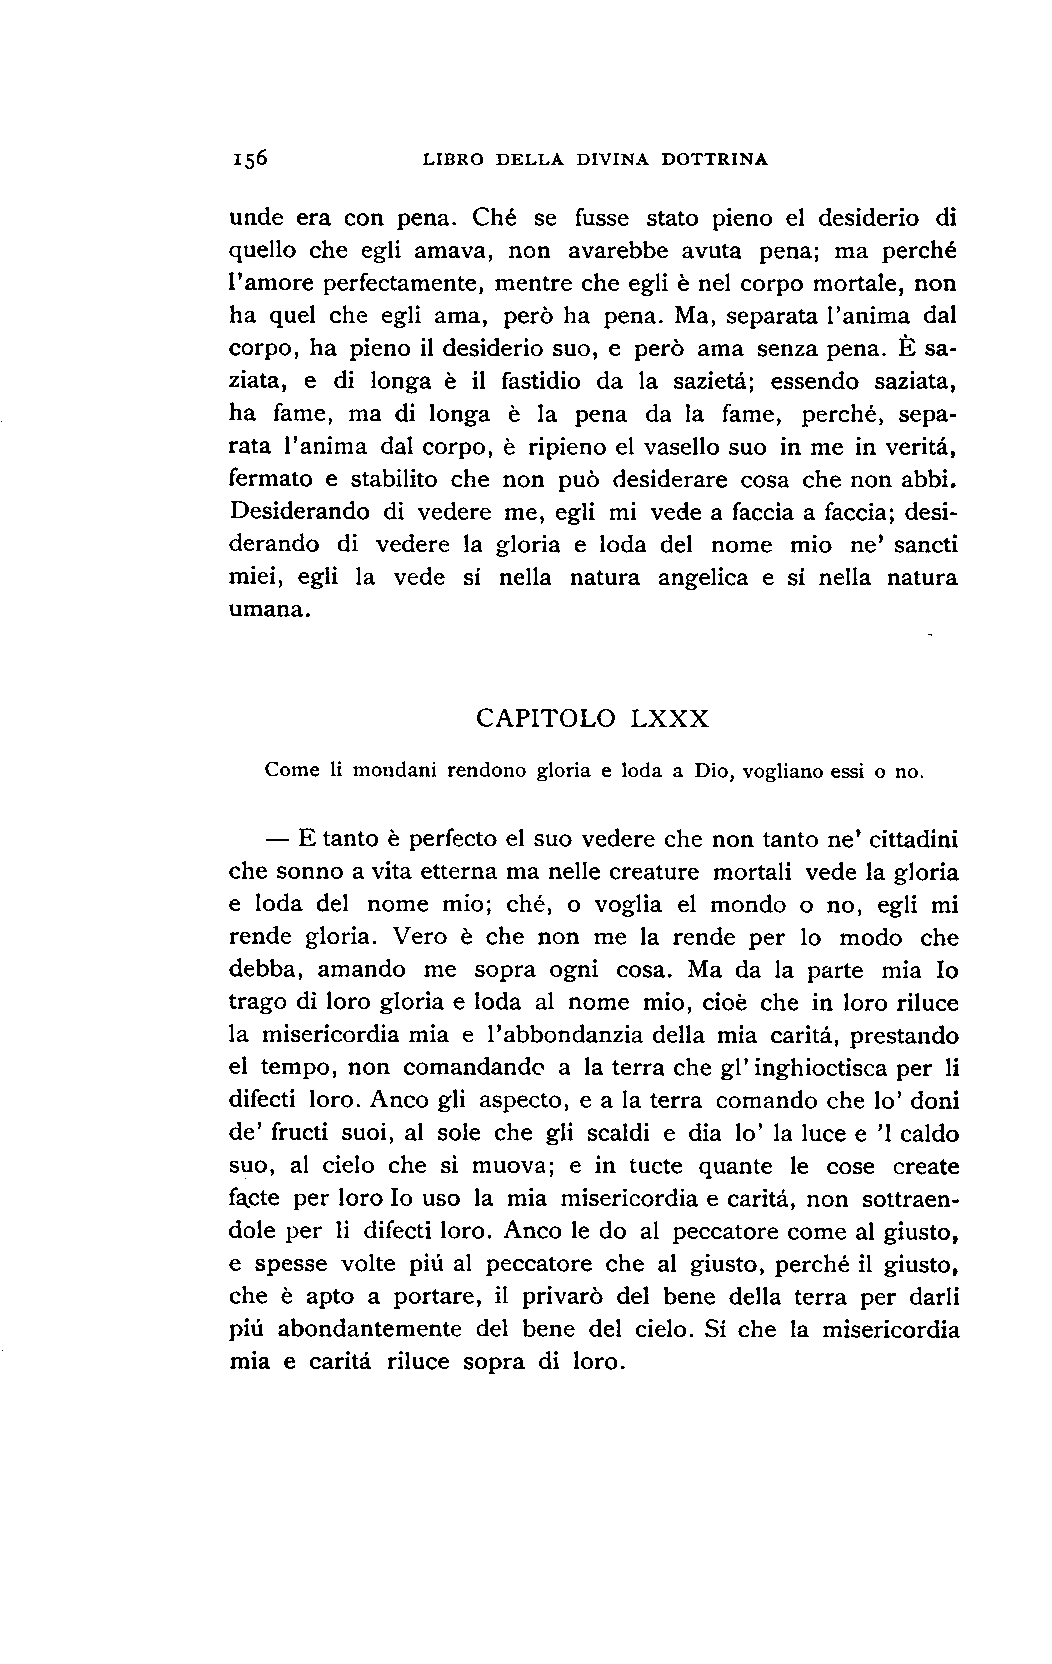 156 LIBRO DELLA DIVINA DOTTRINA
unde era con pena. Ché se fusse stato pieno el desiderio di
quello che egli amava, non avarebbe avuta pena; ma perché
l'amore perfectamente, mentre che egli è nel corpo mortale, non
ha quel che egli ama, però ha pena. Ma, separata l'anima dal
corpo, ha pieno il desiderio suo, e però ama senza pena. È sa-
ziata, e di longa è il fastidio da la sazietá; essendo saziata,
ha fame, ma di longa è la pena da la fame, perché, sepa-
rata l'anima dal corpo, è ripieno el vasello suo in me in veritá,
fermato e stabilito che non può desiderare cosa che non abbi.
Desiderando di vedere me, egli mi vede a faccia a faccia; desi-
derando di vedere la gloria e loda del nome mio ne' sancti
miei, egli la vede sí nella natura angelica e sí nella natura
umana.
CAPITOLO LXXX
Come li mondani rendono gloria e loda a Dio, vogliano essi o no.
— E tanto è perfecto el suo vedere che non tanto ne' cittadini
che sonno a vita etterna ma nelle creature mortali vede la gloria
e loda del nome mio; ché, o voglia el mondo o no, egli mi
rende gloria. Vero è che non me la rende per lo modo che
debba, amando me sopra ogni cosa. Ma da la parte mia Io
trago di loro gloria e loda al nome mio, cioè che in loro riluce
la misericordia mia e l'abbondanzia della mia caritá, prestando
el tempo, non comandando a la terra che gl' inghioctisca per li
difecti loro. Anco gli aspecto, e a la terra comando che lo' doni
de' fructi suoi, al sole che gli scaldi e dia lo' la luce e 'l caldo
suo, al cielo che si muova; e in tucte quante le cose create
facte per loro Io uso la mia misericordia e caritá, non sottraen-
dole per li difecti loro. Anco le do al peccatore come al giusto,
e spesse volte piú al peccatore che al giusto, perché il giusto,
che è apto a portare, il privarò del bene della terra per darli
piú abondantemente del bene del cielo. Sí che la misericordia
mia e caritá riluce sopra di loro.